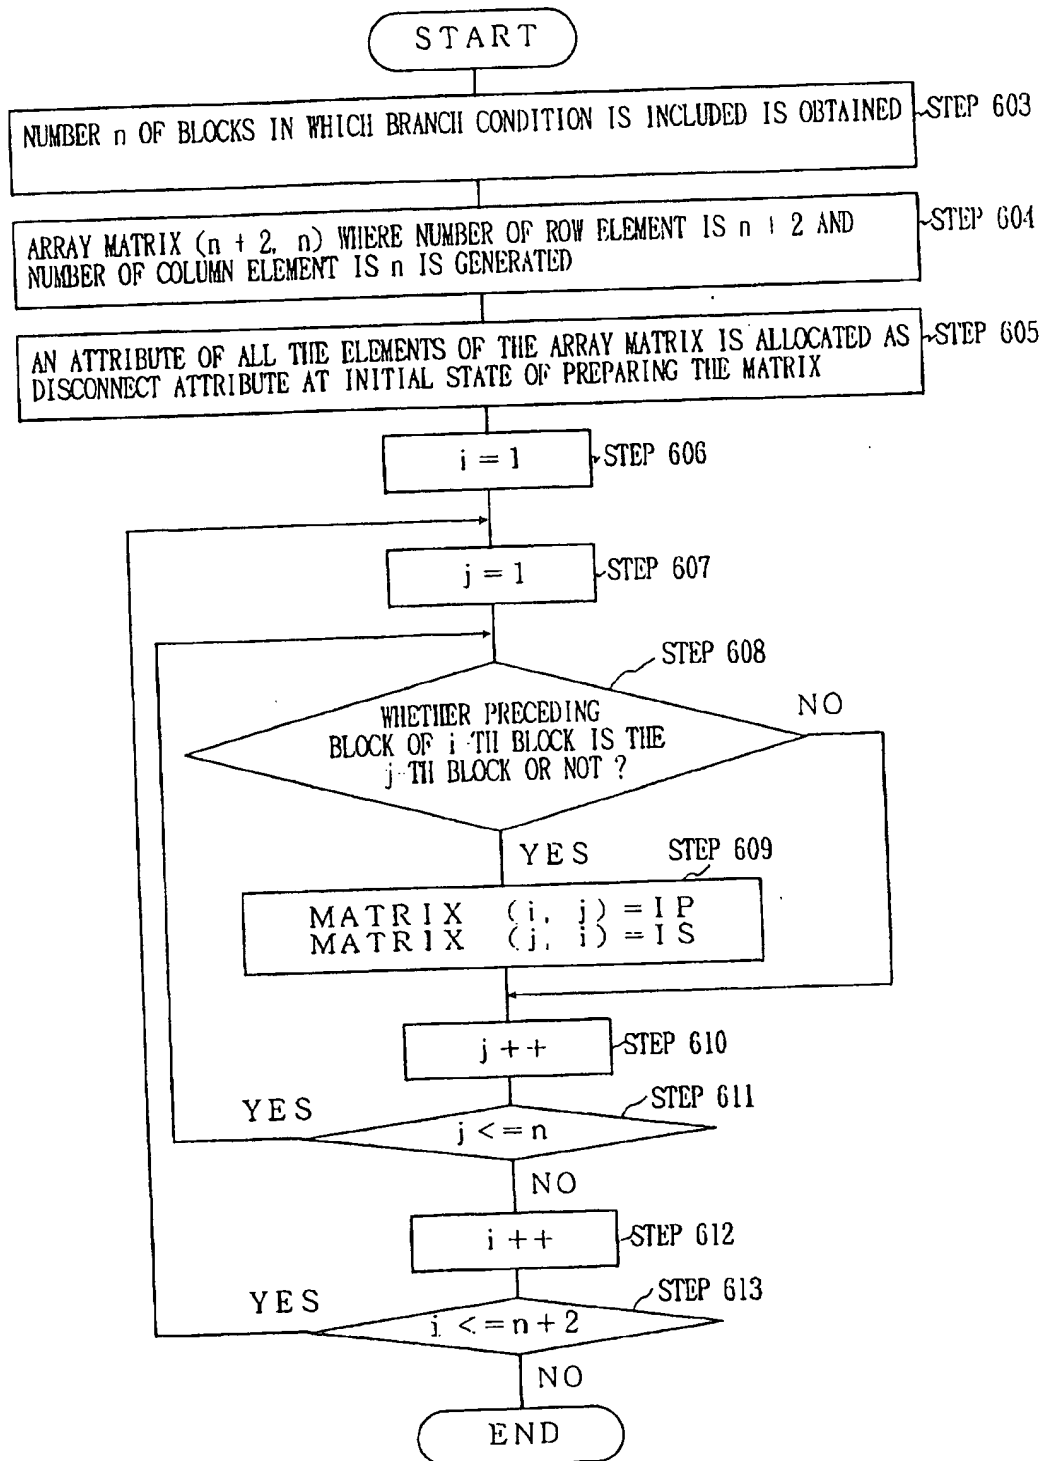 START
NUMBER n OF BLOCKS IN WHICH BRANCH CONDITION IS INCLUDED IS OBTAINED
STEP 603
ARRAY MATRIX (n + 2, n) WHERE NUMBER OF ROW ELEMENT IS n + 2 AND
NUMBER OF COLUMN ELEMENT IS n IS GENERATED
STEP 604
AN ATTRIBUTE OF ALL THE ELEMENTS OF THE ARRAY MATRIX IS ALLOCATED AS
DISCONNECT ATTRIBUTE AT INITIAL STATE OF PREPARING THE MATRIX
STEP 605
i = 1
STEP 606
j = 1
STEP 607
STEP 608
WHETHER PRECEDING
BLOCK OF i-TH BLOCK IS THE
j-TH BLOCK OR NOT ?
NO
YES
STEP 609
MATRIX (i, j) = IP
MATRIX (j, i) = IS
j ++
STEP 610
STEP 611
YES
j <= n
NO
i ++
STEP 612
STEP 613
YES
i <= n + 2
NO
END